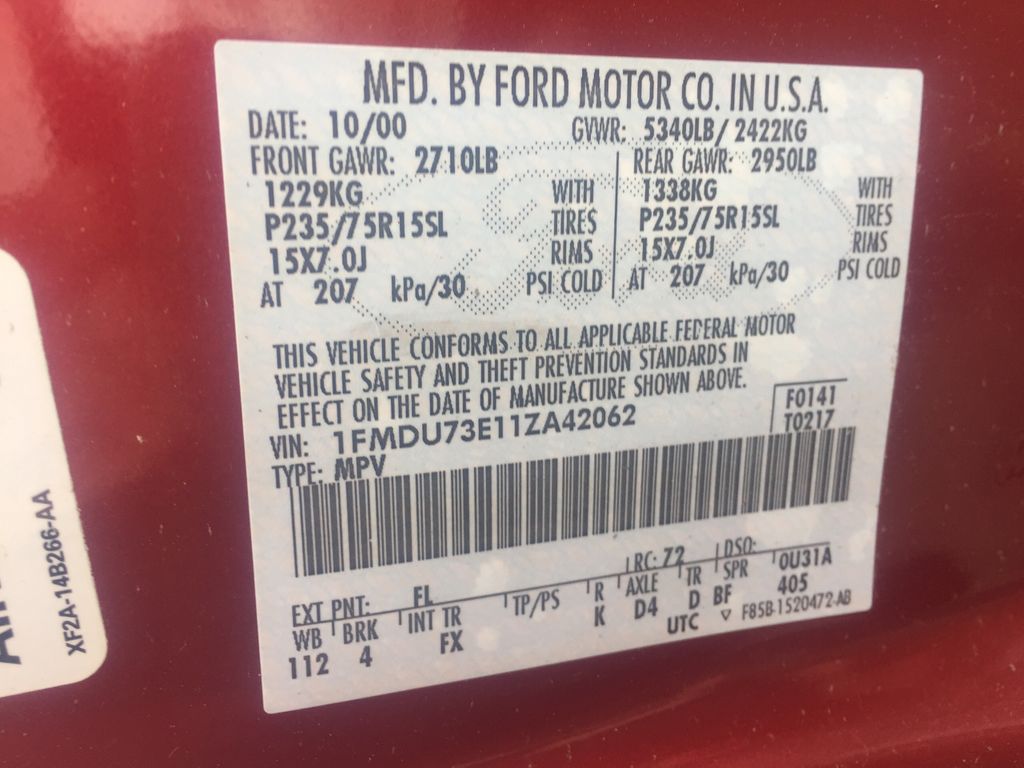 MFD. BY FORD MOTOR CO. IN U.S.A.
DATE: 10/00 GVWR: 5340LB/ 2422KG
FRONT GAWR: 2710LB REAR GAWR: 2950LB
1229KG WITH 1338KG WITH
P235/75R15SL TIRES P235/75R15SL TIRES
15X7.0J RIMS 15X7.0J RIMS
AT 207 kPa/30 PSI COLD AT 207 kPa/30 PSI COLD
THIS VEHICLE CONFORMS TO ALL APPLICABLE FEDERAL MOTOR
VEHICLE SAFETY AND THEFT PREVENTION STANDARDS IN
EFFECT ON THE DATE OF MANUFACTURE SHOWN ABOVE.
VIN: 1FMDU73E11ZA42062 F0141
TYPE: MPV T0217
EXT PNT: FL RC: 72 DSO:
WB BRK INT TR TP/PS R AXLE TR SPR 0U31A
112 4 FX K D4 D BF 405
UTC ▽ F85B-1520472-AB
XF2A-14B266-AA